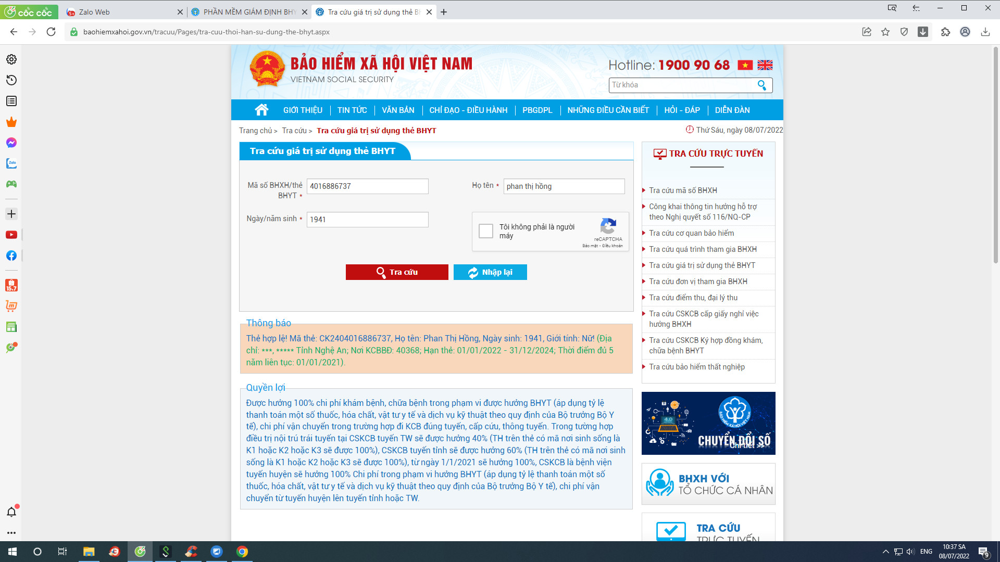 cốc cốc
Zalo Web
PHẦN MỀM GIÁM ĐỊNH BHY
Tra cứu giá trị sử dụng thẻ BH
baohiemxahoi.gov.vn/tracuu/Pages/tra-cuu-thoi-han-su-dung-the-bhyt.aspx
BẢO HIỂM XÃ HỘI VIỆT NAM
VIETNAM SOCIAL SECURITY
Hotline: 1900 90 68
Từ khóa
GIỚI THIỆU
TIN TỨC
VĂN BẢN
CHỈ ĐẠO - ĐIỀU HÀNH
PBGDPL
NHỮNG ĐIỀU CẦN BIẾT
HỎI - ĐÁP
DIỄN ĐÀN
Trang chủ > Tra cứu > Tra cứu giá trị sử dụng thẻ BHYT
Thứ Sáu, ngày 08/07/2022
Tra cứu giá trị sử dụng thẻ BHYT
Mã số BHXH/thẻ
BHYT *
4016886737
Họ tên *
phan thị hồng
Ngày/năm sinh *
1941
Tôi không phải là người
máy
reCAPTCHA
Bảo mật - Điều khoản
Tra cứu
Nhập lại
Thông báo
Thẻ hợp lệ! Mã thẻ: CK2404016886737, Họ tên: Phan Thị Hồng, Ngày sinh: 1941, Giới tính: Nữ! (Địa
chỉ: ***, ***** Tỉnh Nghệ An; Nơi KCBBĐ: 40368; Hạn thẻ: 01/01/2022 - 31/12/2024; Thời điểm đủ 5
năm liên tục: 01/01/2021).
Quyền lợi
Được hưởng 100% chi phí khám bệnh, chữa bệnh trong phạm vi được hưởng BHYT (áp dụng tỷ lệ
thanh toán một số thuốc, hóa chất, vật tư y tế và dịch vụ kỹ thuật theo quy định của Bộ trưởng Bộ Y
tế), chi phí vận chuyển trong trường hợp đi KCB đúng tuyến, cấp cứu, thông tuyến. Trong tường hợp
điều trị nội trú trái tuyến tại CSKCB tuyến TW sẽ được hưởng 40% (TH trên thẻ có mã nơi sinh sống là
K1 hoặc K2 hoặc K3 sẽ được 100%), CSKCB tuyến tỉnh sẽ được hưởng 60% (TH trên thẻ có mã nơi sinh
sống là K1 hoặc K2 hoặc K3 sẽ được 100%), từ ngày 1/1/2021 sẽ hưởng 100%, CSKCB là bệnh viện
tuyến huyện sẽ hưởng 100% Chi phí trong phạm vi hưởng BHYT (áp dụng tỷ lệ thanh toán một số
thuốc, hóa chất, vật tư y tế và dịch vụ kỹ thuật theo quy định của Bộ trưởng Bộ Y tế), chi phí vận
chuyển từ tuyến huyện lên tuyến tỉnh hoặc TW.
TRA CỨU TRỰC TUYẾN
Tra cứu mã số BHXH
Công khai thông tin hưởng hỗ trợ
theo Nghị quyết số 116/NQ-CP
Tra cứu cơ quan bảo hiểm
Tra cứu quá trình tham gia BHXH
Tra cứu giá trị sử dụng thẻ BHYT
Tra cứu đơn vị tham gia BHXH
Tra cứu điểm thu, đại lý thu
Tra cứu CSKCB cấp giấy nghỉ việc
hưởng BHXH
Tra cứu CSKCB Ký hợp đồng khám,
chữa bệnh BHYT
Tra cứu bảo hiểm thất nghiệp
4.0
BẢO HIỂM XÃ HỘI VIỆT NAM
CHUYỂN ĐỔI SỐ
Chi tiết >>
BHXH VỚI
TỔ CHỨC CÁ NHÂN
TRA CỨU
TRỰC TUYẾN
Zalo
15.7
ENG
10:37 SA
08/07/2022
9